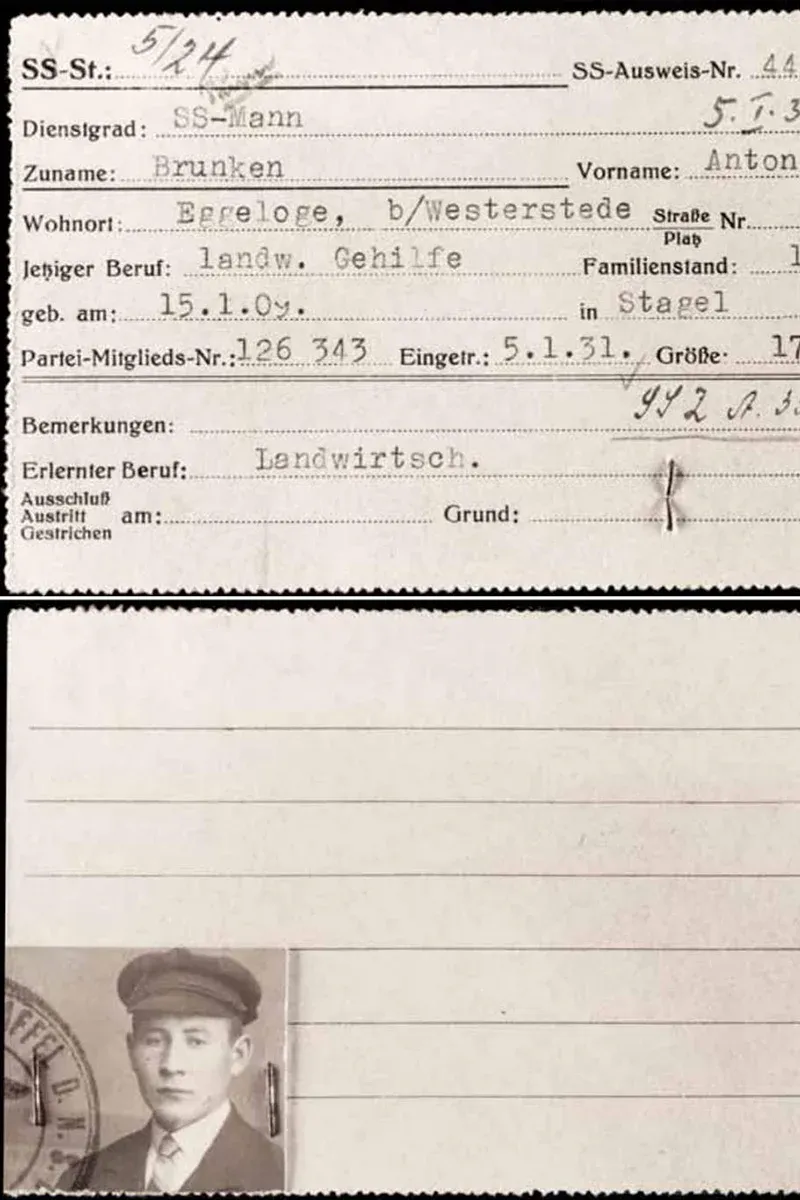 SS-St.: 5/24 SS-Ausweis-Nr. 44
Dienstgrad: SS-Mann 5.I.3
Zuname: Brunken Vorname: Anton
Wohnort: Eggeloge, b/Westerstede Straße Nr.
Platz
Jetziger Beruf: landw. Gehilfe Familienstand: l
geb. am: 15.1.09. in Stagel
Partei-Mitglieds-Nr.: 126 343 Eingetr.: 5.1.31. Größe: 17
Bemerkungen:
Erlernter Beruf: Landwirtsch.
Ausschluß
Austritt am: Grund:
Gestrichen
AFFEL D. N. S.